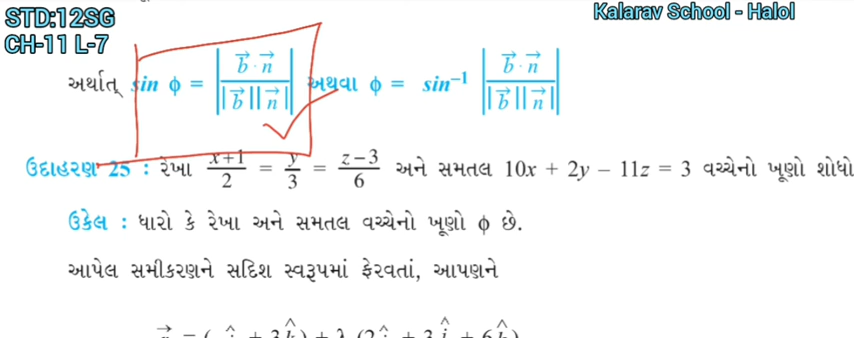 STD:12SG
Kalarav School - Halol
CH-11 L-7
અર્થાત્ sin ϕ = | b⃗ · n⃗ / |b⃗ || n⃗ | | અથવા ϕ = sin⁻¹ | b⃗ · n⃗ / |b⃗ || n⃗ | |
ઉદાહરણ 25 : રેખા (x+1)/2 = y/3 = (z−3)/6 અને સમતલ 10x + 2y − 11z = 3 વચ્ચેનો ખૂણો શોધો
ઉકેલ : ધારો કે રેખા અને સમતલ વચ્ચેનો ખૂણો ϕ છે.
આપેલ સમીકરણને સદિશ સ્વરૂપમાં ફેરવતાં, આપણને